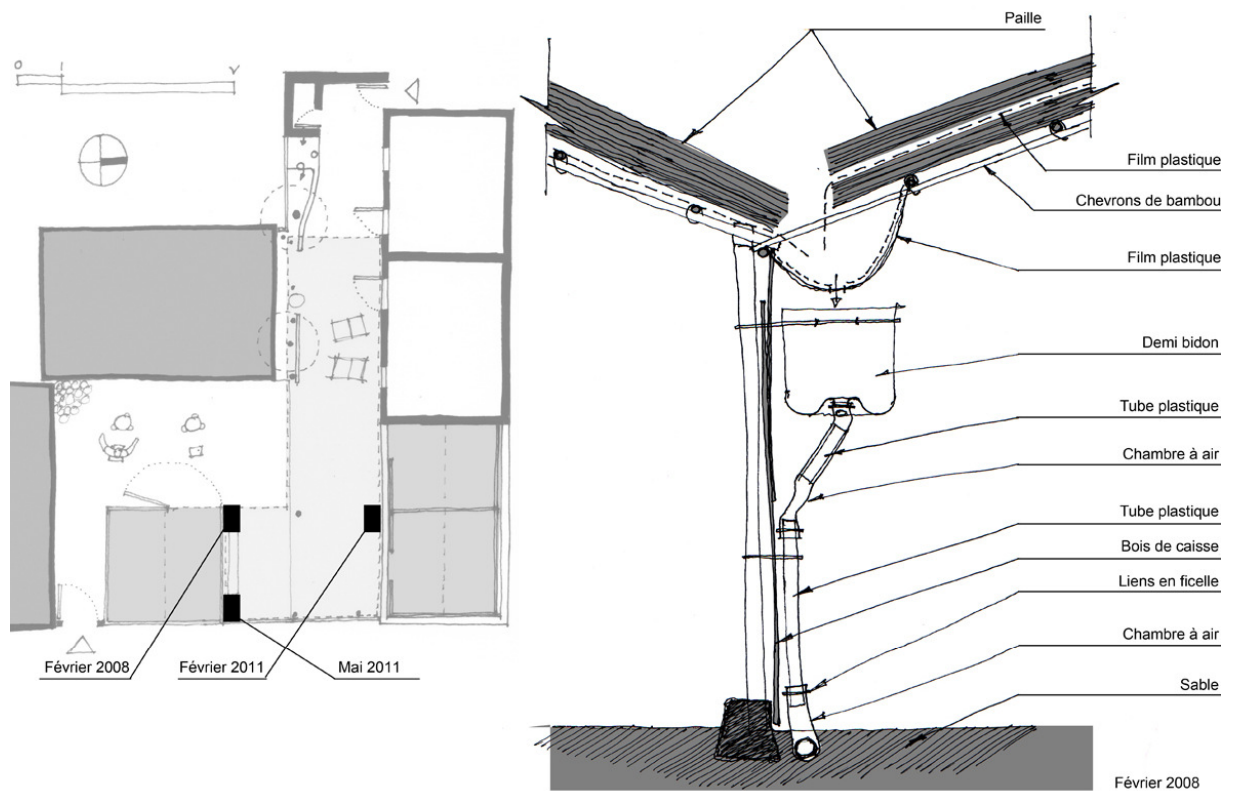 0
V
Février 2008
Février 2011
Mai 2011
Paille
Film plastique
Chevrons de bambou
Film plastique
Demi bidon
Tube plastique
Chambre à air
Tube plastique
Bois de caisse
Liens en ficelle
Chambre à air
Sable
Février 2008